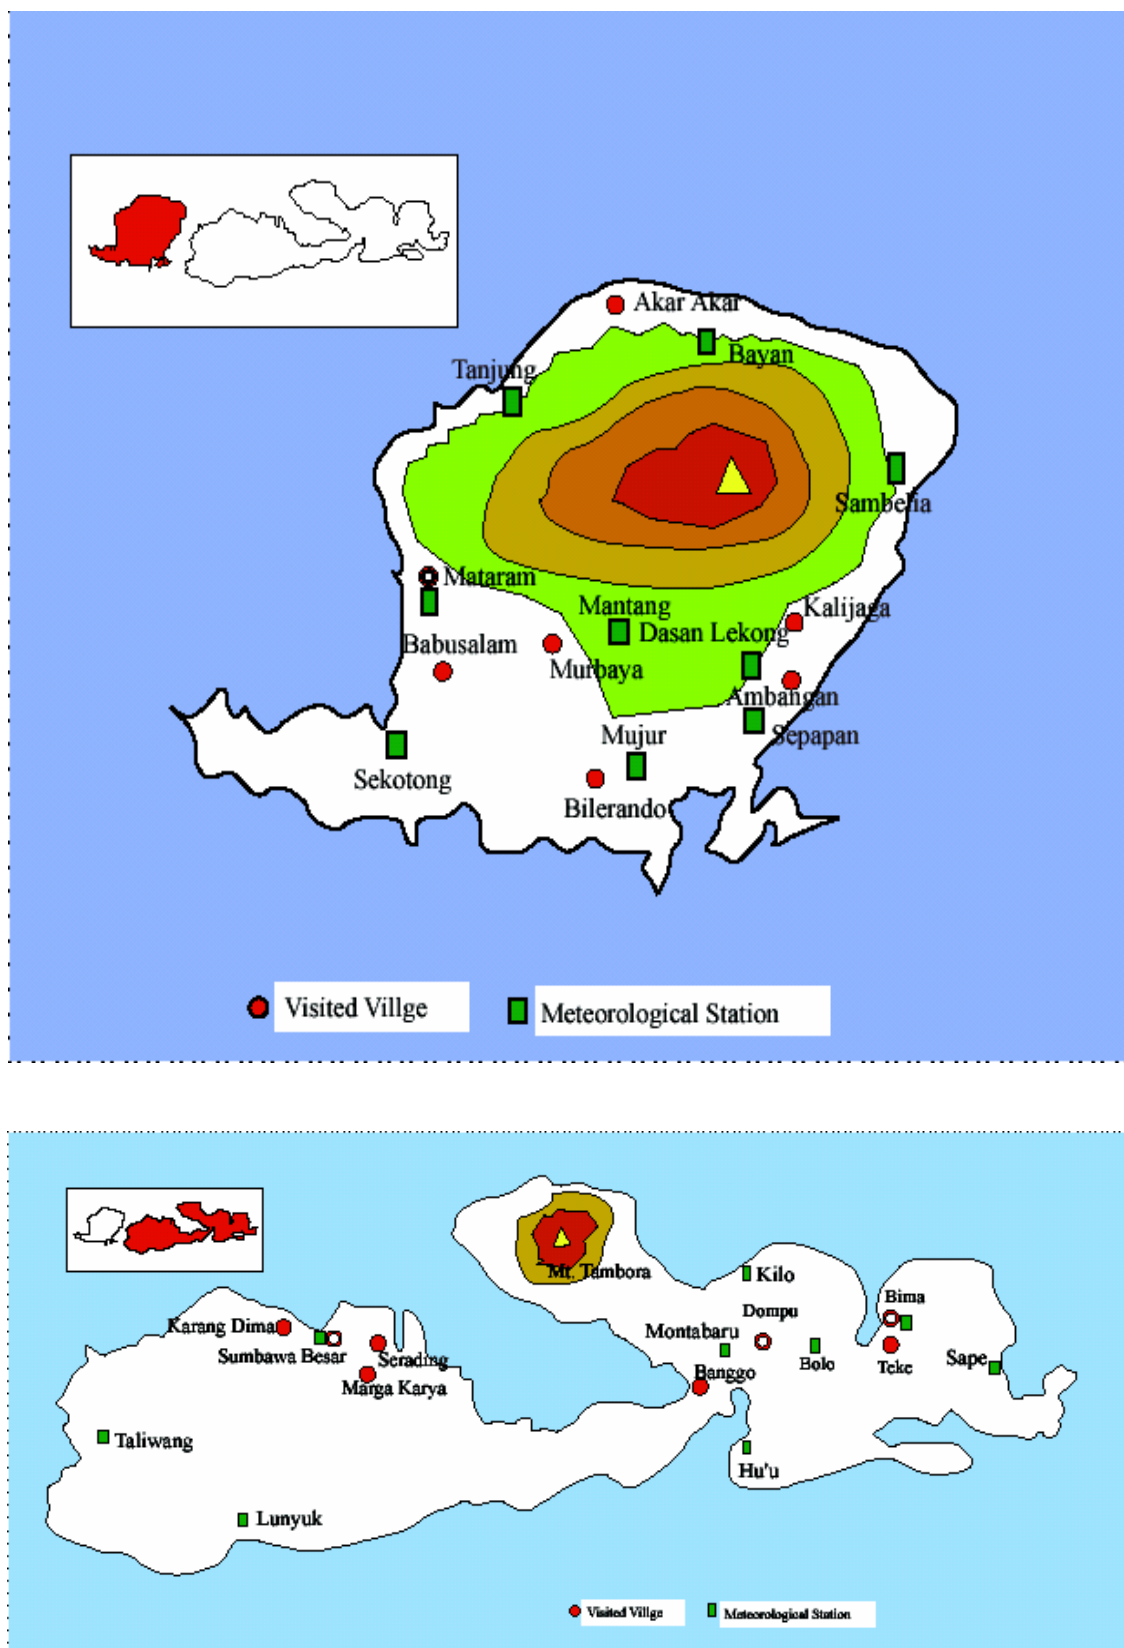 Akar Akar
Bayan
Tanjung
Sambelia
Mataram
Mantang
Kalijaga
Dasan Lekong
Babusalam
Murbaya
Ambangan
Mujur
Sepapan
Sekotong
Bilerando
Visited Villge
Meteorological Station
Mt. Tambora
Kilo
Bima
Dompu
Karang Dima
Montabaru
Sumbawa Besar
Serading
Bolo
Teke
Sape
Banggo
Marga Karya
Taliwang
Hu'u
Lunyuk
Visited Villge
Meteorological Station